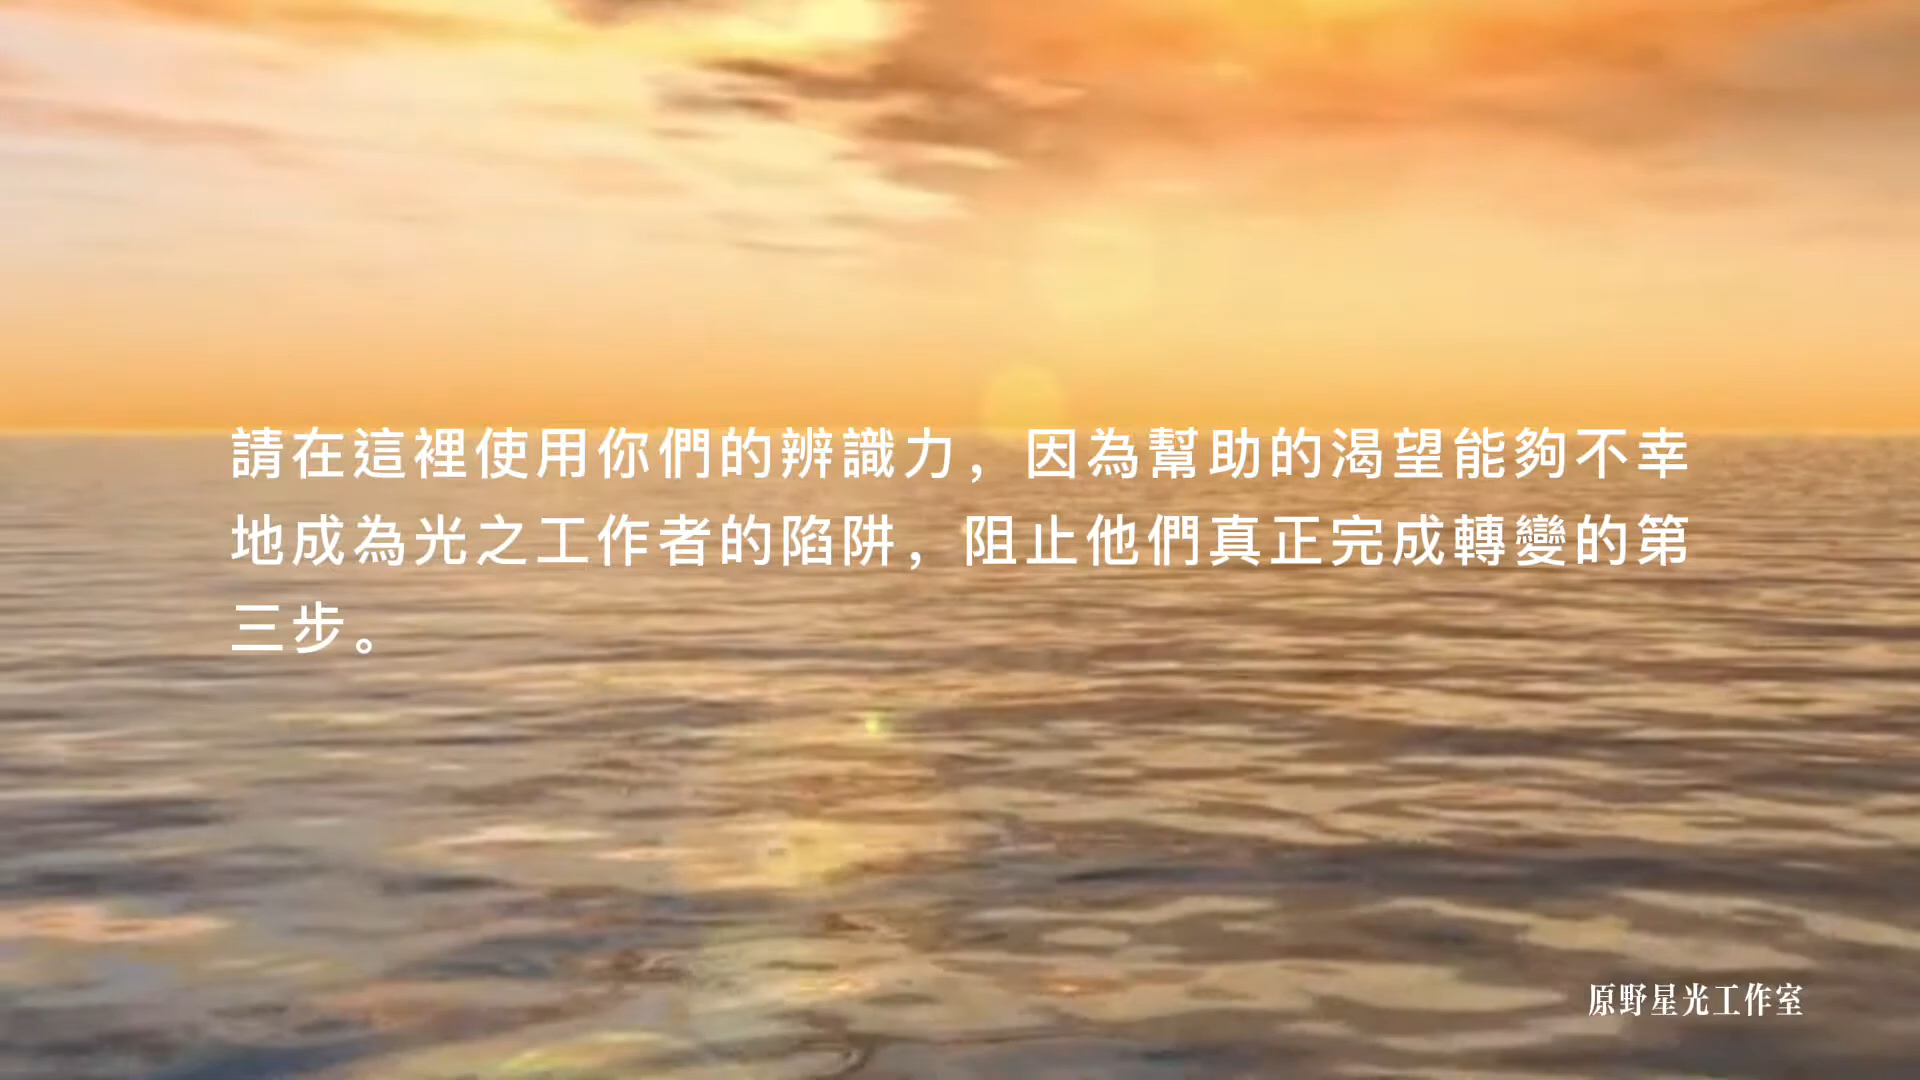 請在這裡使用你們的辨識力，因為幫助的渴望能夠不幸
地成為光之工作者的陷阱，阻止他們真正完成轉變的第
三步。
原野星光工作室